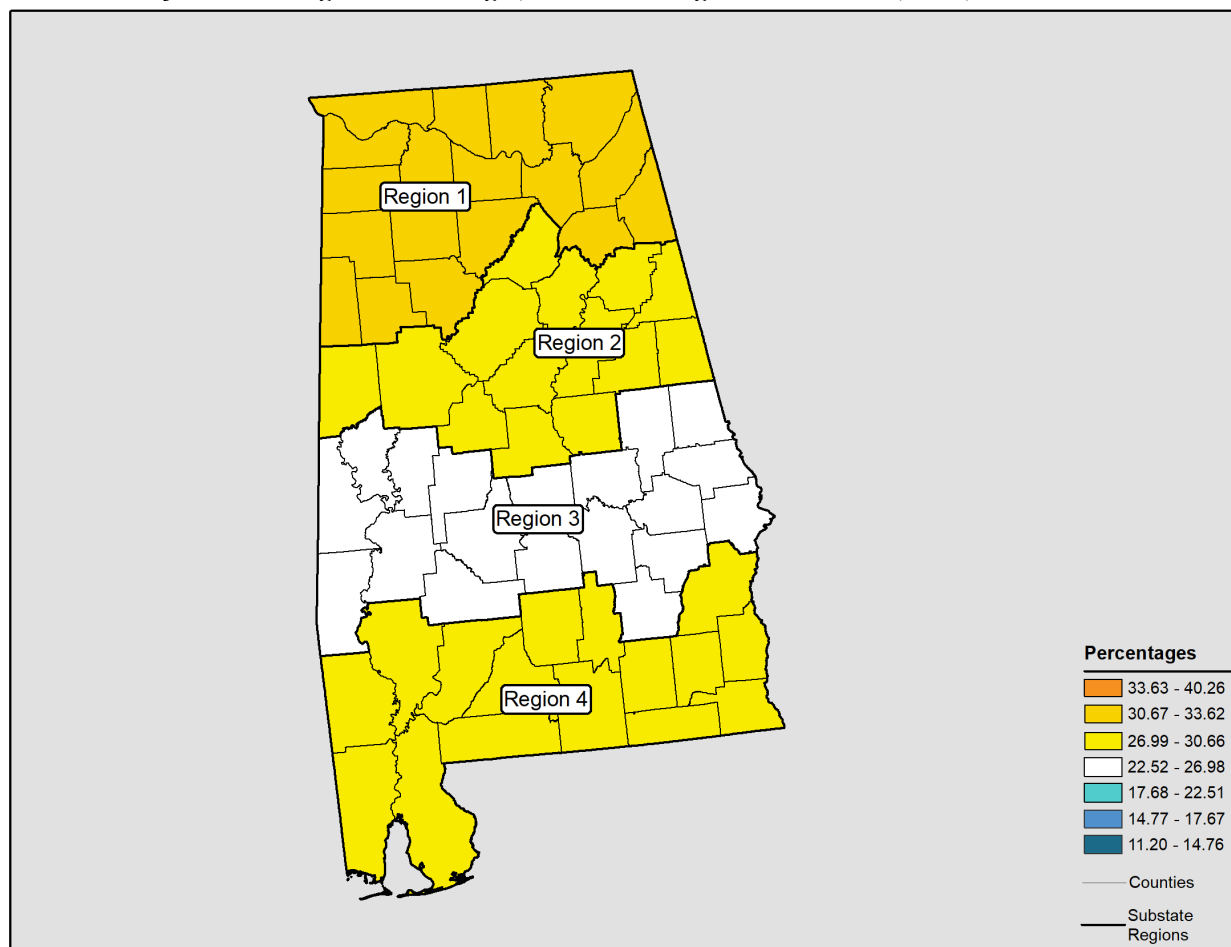 Region 1
Region 2
Region 3
Region 4
Percentages
33.63 - 40.26
30.67 - 33.62
26.99 - 30.66
22.52 - 26.98
17.68 - 22.51
14.77 - 17.67
11.20 - 14.76
Counties
Substate
Regions